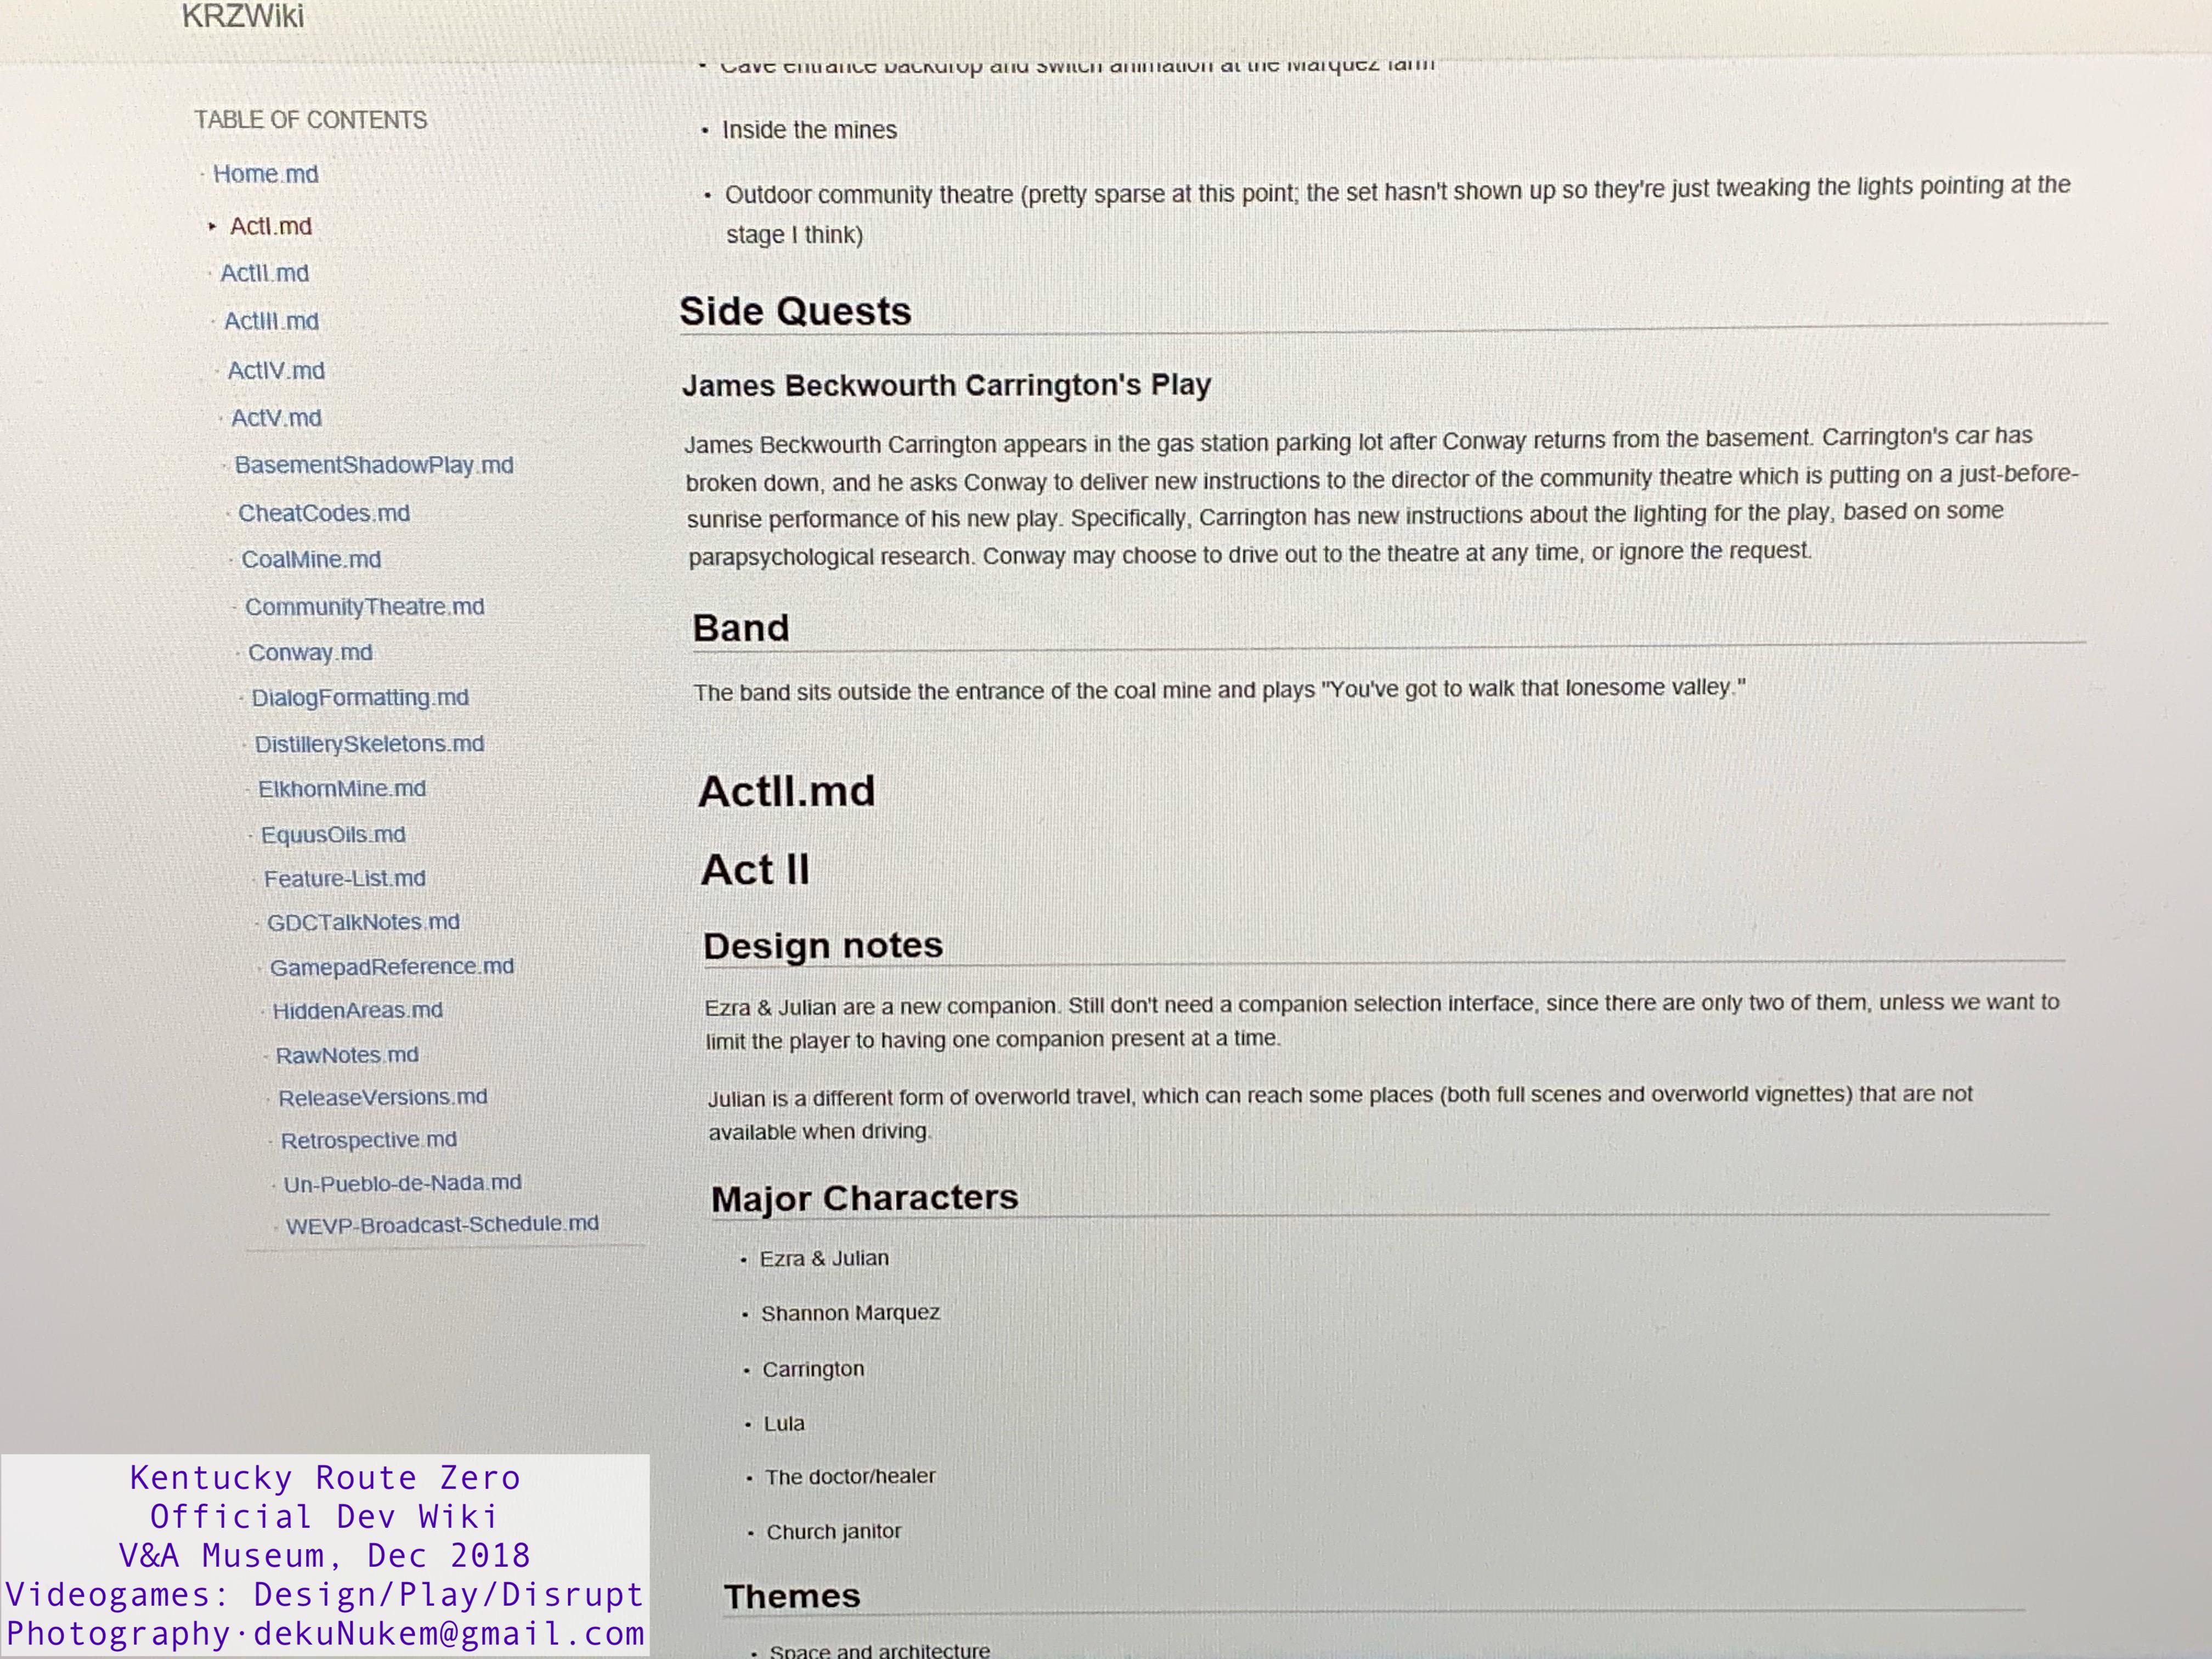 KRZWiki
TABLE OF CONTENTS
Home.md
ActI.md
ActII.md
ActIII.md
ActIV.md
ActV.md
BasementShadowPlay.md
CheatCodes.md
CoalMine.md
CommunityTheatre.md
Conway.md
DialogFormatting.md
DistillerySkeletons.md
ElkhornMine.md
EquusOils.md
Feature-List.md
GDCTalkNotes.md
GamepadReference.md
HiddenAreas.md
RawNotes.md
ReleaseVersions.md
Retrospective.md
Un-Pueblo-de-Nada.md
WEVP-Broadcast-Schedule.md
• Cave entrance backdrop and switch animation at the Marquez farm
• Inside the mines
• Outdoor community theatre (pretty sparse at this point; the set hasn't shown up so they're just tweaking the lights pointing at the
stage I think)
Side Quests
James Beckwourth Carrington's Play
James Beckwourth Carrington appears in the gas station parking lot after Conway returns from the basement. Carrington's car has
broken down, and he asks Conway to deliver new instructions to the director of the community theatre which is putting on a just-before-
sunrise performance of his new play. Specifically, Carrington has new instructions about the lighting for the play, based on some
parapsychological research. Conway may choose to drive out to the theatre at any time, or ignore the request.
Band
The band sits outside the entrance of the coal mine and plays "You've got to walk that lonesome valley."
ActII.md
Act II
Design notes
Ezra & Julian are a new companion. Still don't need a companion selection interface, since there are only two of them, unless we want to
limit the player to having one companion present at a time.
Julian is a different form of overworld travel, which can reach some places (both full scenes and overworld vignettes) that are not
available when driving.
Major Characters
• Ezra & Julian
• Shannon Marquez
• Carrington
• Lula
• The doctor/healer
• Church janitor
Themes
• Space and architecture
Kentucky Route Zero
Official Dev Wiki
V&A Museum, Dec 2018
Videogames: Design/Play/Disrupt
Photography·dekuNukem@gmail.com